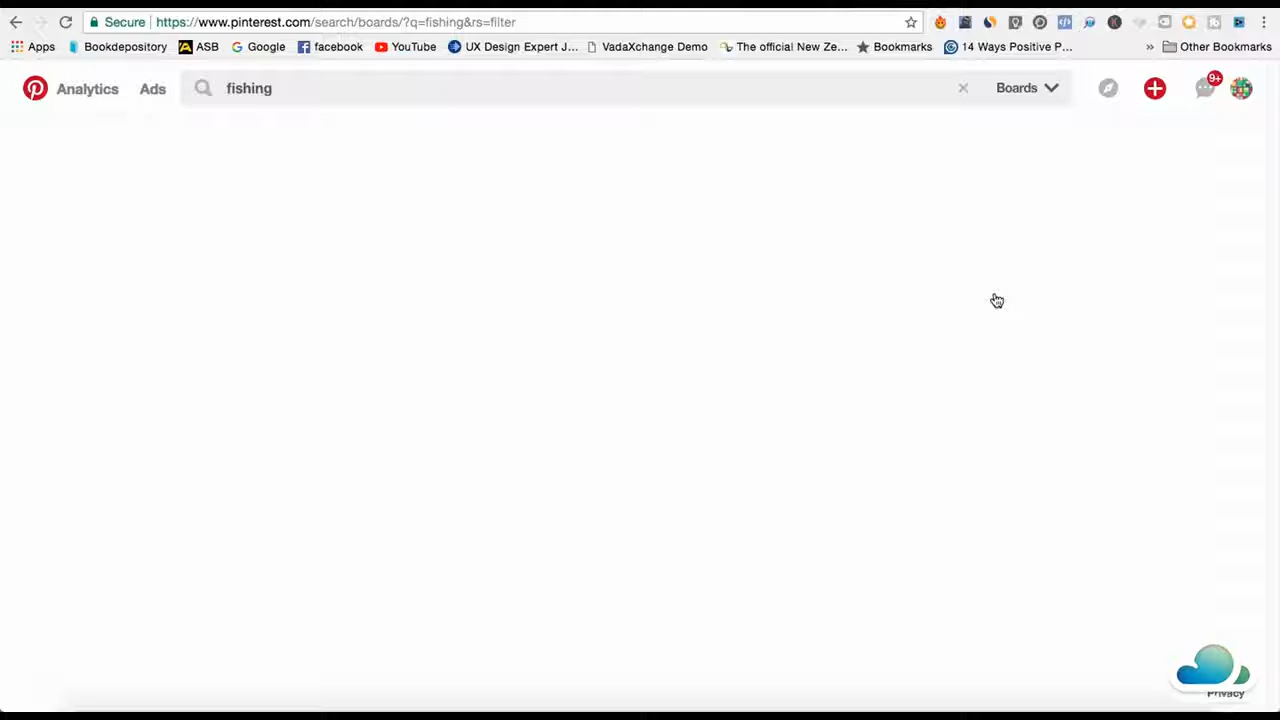 Secure https://www.pinterest.com/search/boards/?q=fishing&rs=filter
Apps Bookdepository ASB Google facebook YouTube UX Design Expert J... VadaXchange Demo The official New Ze... Bookmarks 14 Ways Positive P... » Other Bookmarks
Analytics Ads fishing Boards 9+
Privacy